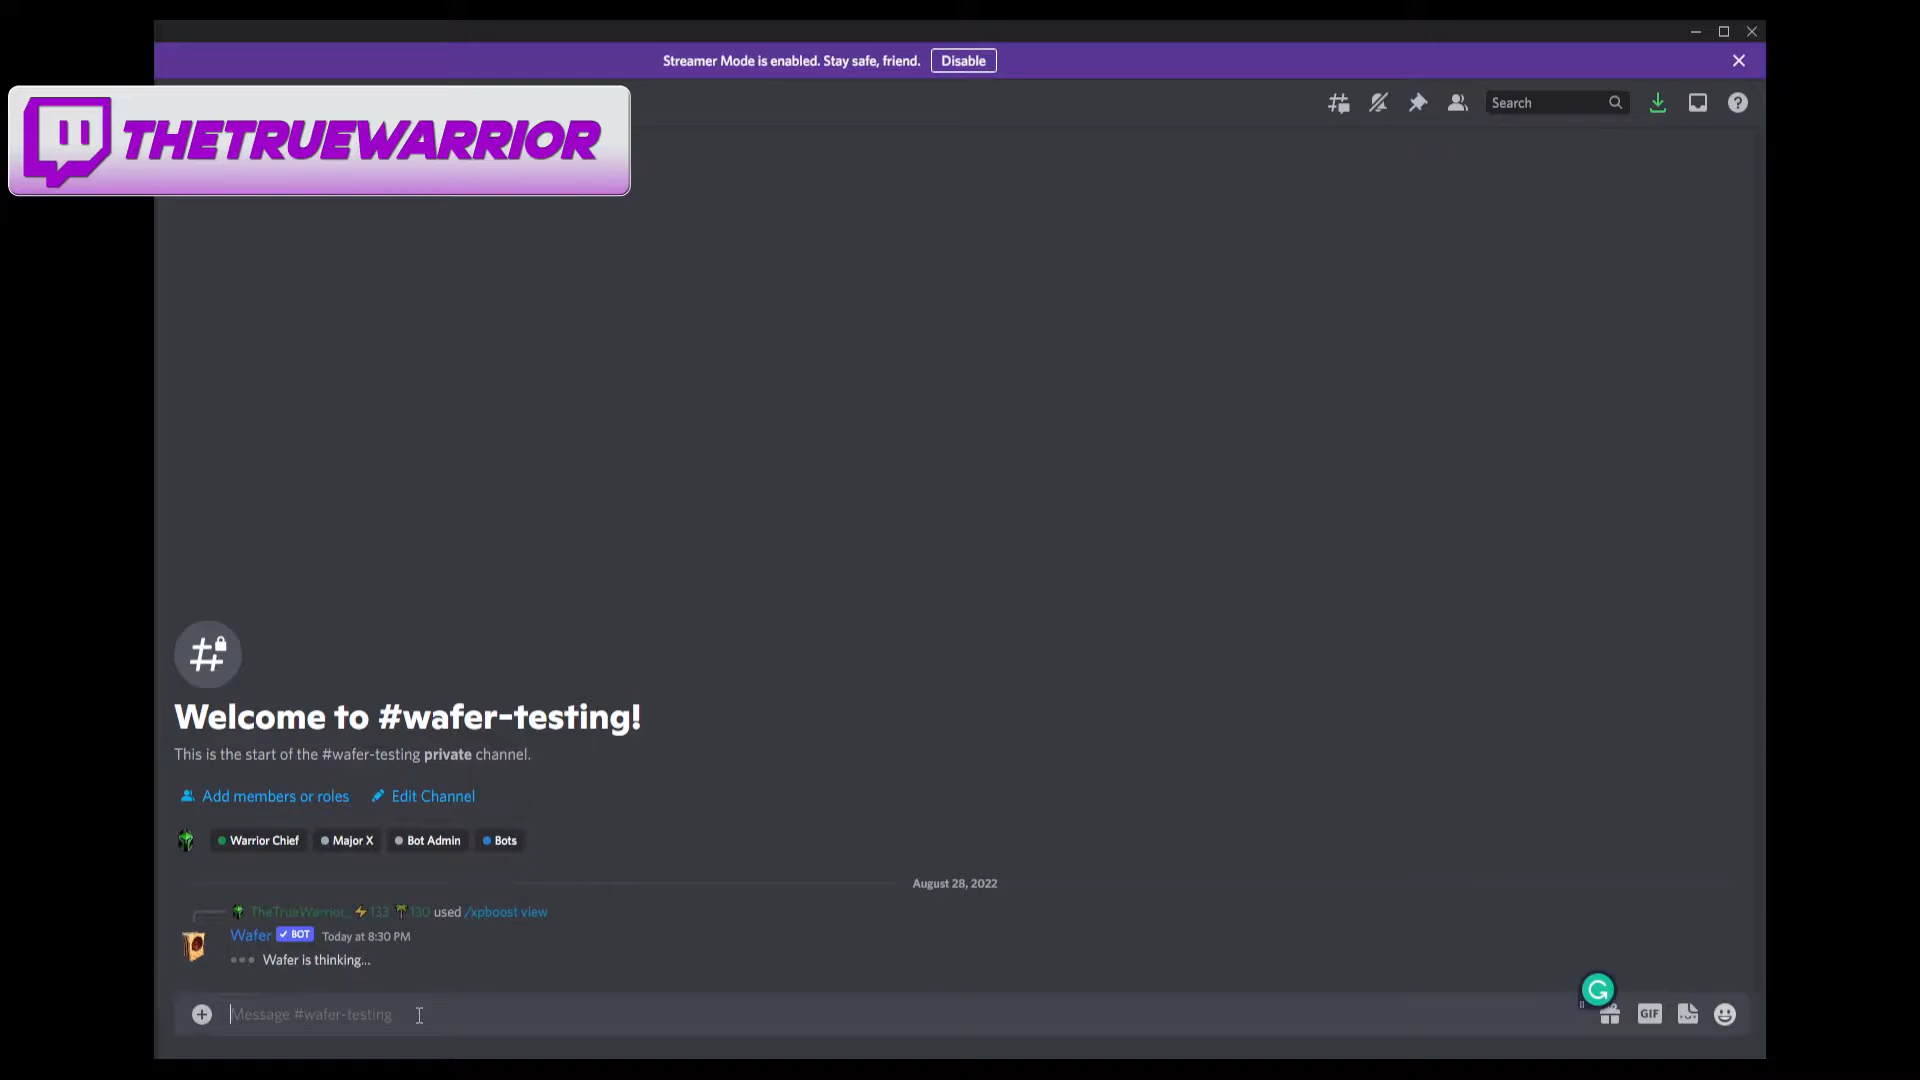 Streamer Mode is enabled. Stay safe, friend. Disable
THETRUEWARRIOR
Search
Welcome to #wafer-testing!
This is the start of the #wafer-testing private channel.
Add members or roles Edit Channel
Warrior Chief Major X Bot Admin Bots
August 28, 2022
TheTrueWarrior_ ⚡133 🌴130 used /xpboost view
Wafer ✓ BOT Today at 8:30 PM
Wafer is thinking...
Message #wafer-testing
GIF